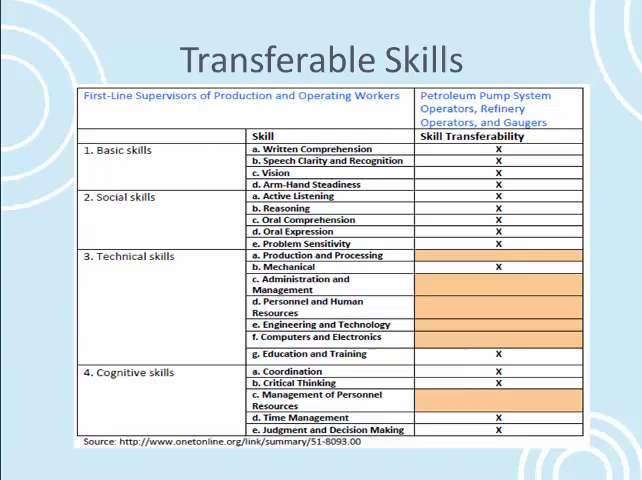 Transferable Skills
First-Line Supervisors of Production and Operating Workers
Petroleum Pump System
Operators, Refinery
Operators, and Gaugers
Skill
Skill Transferability
1. Basic skills
a. Written Comprehension X
b. Speech Clarity and Recognition X
c. Vision X
d. Arm-Hand Steadiness X
2. Social skills
a. Active Listening X
b. Reasoning X
c. Oral Comprehension X
d. Oral Expression X
e. Problem Sensitivity X
3. Technical skills
a. Production and Processing
b. Mechanical X
c. Administration and
Management
d. Personnel and Human
Resources
e. Engineering and Technology
f. Computers and Electronics
g. Education and Training X
4. Cognitive skills
a. Coordination X
b. Critical Thinking X
c. Management of Personnel
Resources
d. Time Management X
e. Judgment and Decision Making X
Source: http://www.onetonline.org/link/summary/51-8093.00